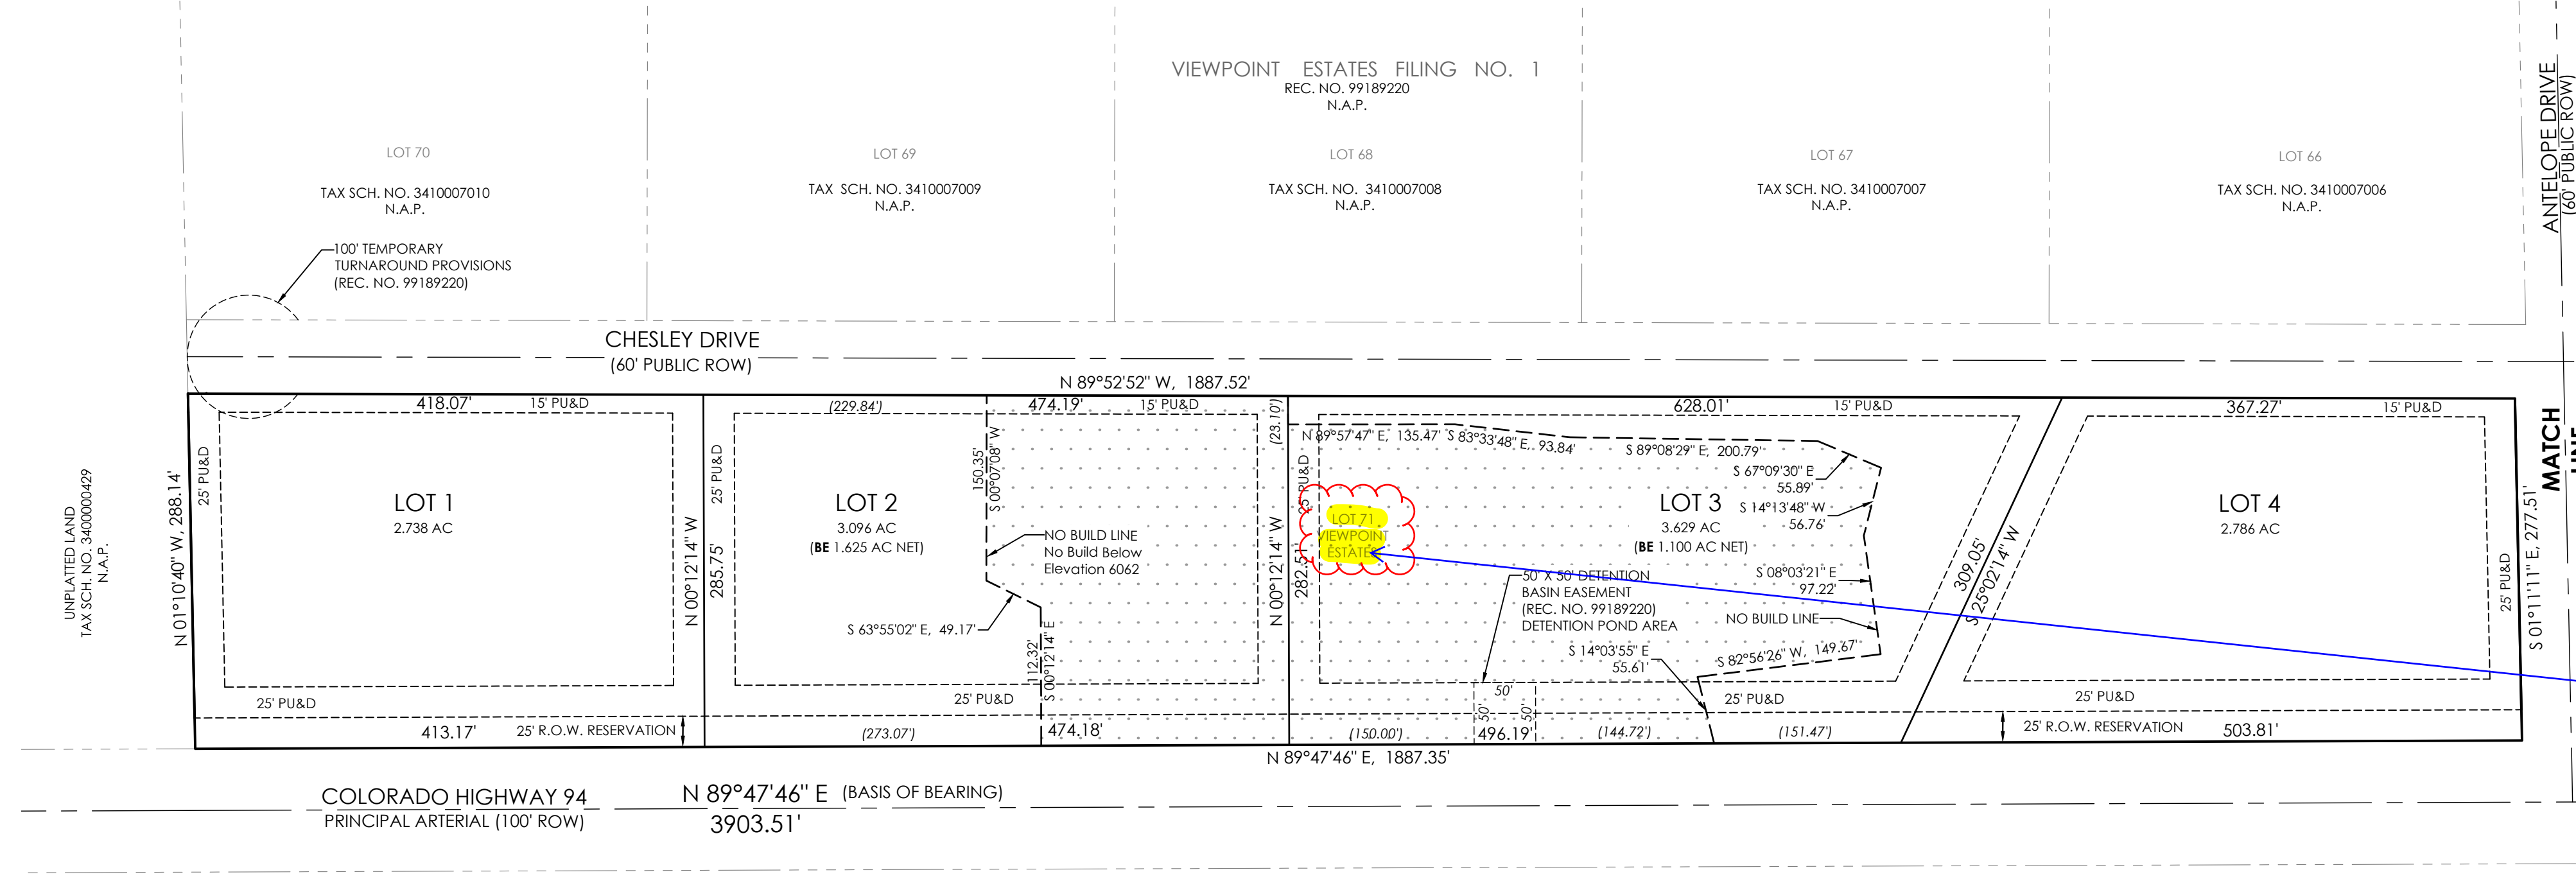 VIEWPOINT ESTATES FILING NO. 1
REC. NO. 99189220
N.A.P.
LOT 70
TAX SCH. NO. 3410007010
N.A.P.
LOT 69
TAX SCH. NO. 3410007009
N.A.P.
LOT 68
TAX SCH. NO. 3410007008
N.A.P.
LOT 67
TAX SCH. NO. 3410007007
N.A.P.
LOT 66
TAX SCH. NO. 3410007006
N.A.P.
ANTELOPE DRIVE
(60' PUBLIC ROW)
100' TEMPORARY
TURNAROUND PROVISIONS
(REC. NO. 99189220)
CHESLEY DRIVE
(60' PUBLIC ROW)
N 89°52'52" W, 1887.52'
UNPLATTED LAND
TAX SCH. NO. 3400000429
N.A.P.
N 01°10'40" W, 288.14'
418.07'
15' PU&D
25' PU&D
LOT 1
2.738 AC
25' PU&D
413.17'
25' R.O.W. RESERVATION
N 00°12'14" W
285.75'
(229.84')
474.19'
15' PU&D
25' PU&D
LOT 2
3.096 AC
(BE 1.625 AC NET)
150.35'
S 00°07'08" W
NO BUILD LINE
No Build Below
Elevation 6062
S 63°55'02" E, 49.17'
112.32'
S 00°12'14" E
25' PU&D
(273.07')
474.18'
(23.10')
N 00°12'14" W
282.51'
25' PU&D
628.01'
15' PU&D
N 89°57'47" E, 135.47'
S 83°33'48" E, 93.84'
S 89°08'29" E, 200.79'
S 67°09'30" E
55.89'
S 14°13'48" W
56.76'
LOT 71
VIEWPOINT
ESTATES
LOT 3
3.629 AC
(BE 1.100 AC NET)
50' X 50' DETENTION
BASIN EASEMENT
(REC. NO. 99189220)
DETENTION POND AREA
S 08°03'21" E
97.22'
NO BUILD LINE
S 14°03'55" E
55.61'
S 82°56'26" W, 149.67'
50'
50'
50'
25' PU&D
(150.00')
496.19'
(144.72')
(151.47')
309.05'
S 25°02'14" W
367.27'
15' PU&D
LOT 4
2.786 AC
25' PU&D
25' PU&D
25' R.O.W. RESERVATION
503.81'
S 01°11'11" E, 277.51'
MATCH
LINE
N 89°47'46" E, 1887.35'
COLORADO HIGHWAY 94
PRINCIPAL ARTERIAL (100' ROW)
N 89°47'46" E (BASIS OF BEARING)
3903.51'